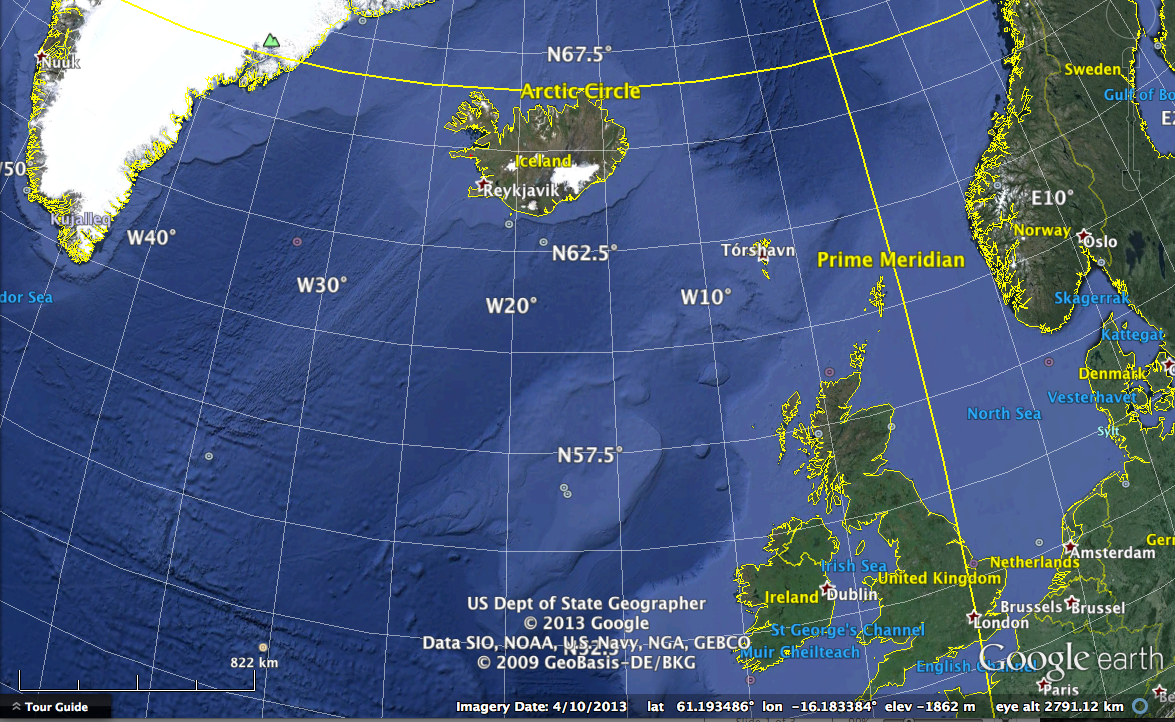 N67.5°
Nuuk
Sweden
Arctic Circle
Gulf of Bo
Iceland
Reykjavik
E10°
Kujalleq
W40°
Norway
Oslo
N62.5°
Tórshavn
Prime Meridian
W30°
W20°
W10°
dor Sea
Skagerrak
Kattegat
Denmark
Vesterhavet
North Sea
Sylt
N57.5°
Ger
Amsterdam
Netherlands
Irish Sea
United Kingdom
Ireland
Dublin
Brussels
Brussel
London
US Dept of State Geographer
© 2013 Google
Data SIO, NOAA, U.S. Navy, NGA, GEBCO
© 2009 GeoBasis-DE/BKG
St George's Channel
Muir Cheilteach
English Channel
Google earth
822 km
Paris
Tour Guide
Imagery Date: 4/10/2013 lat 61.193486° lon -16.183384° elev -1862 m eye alt 2791.12 km